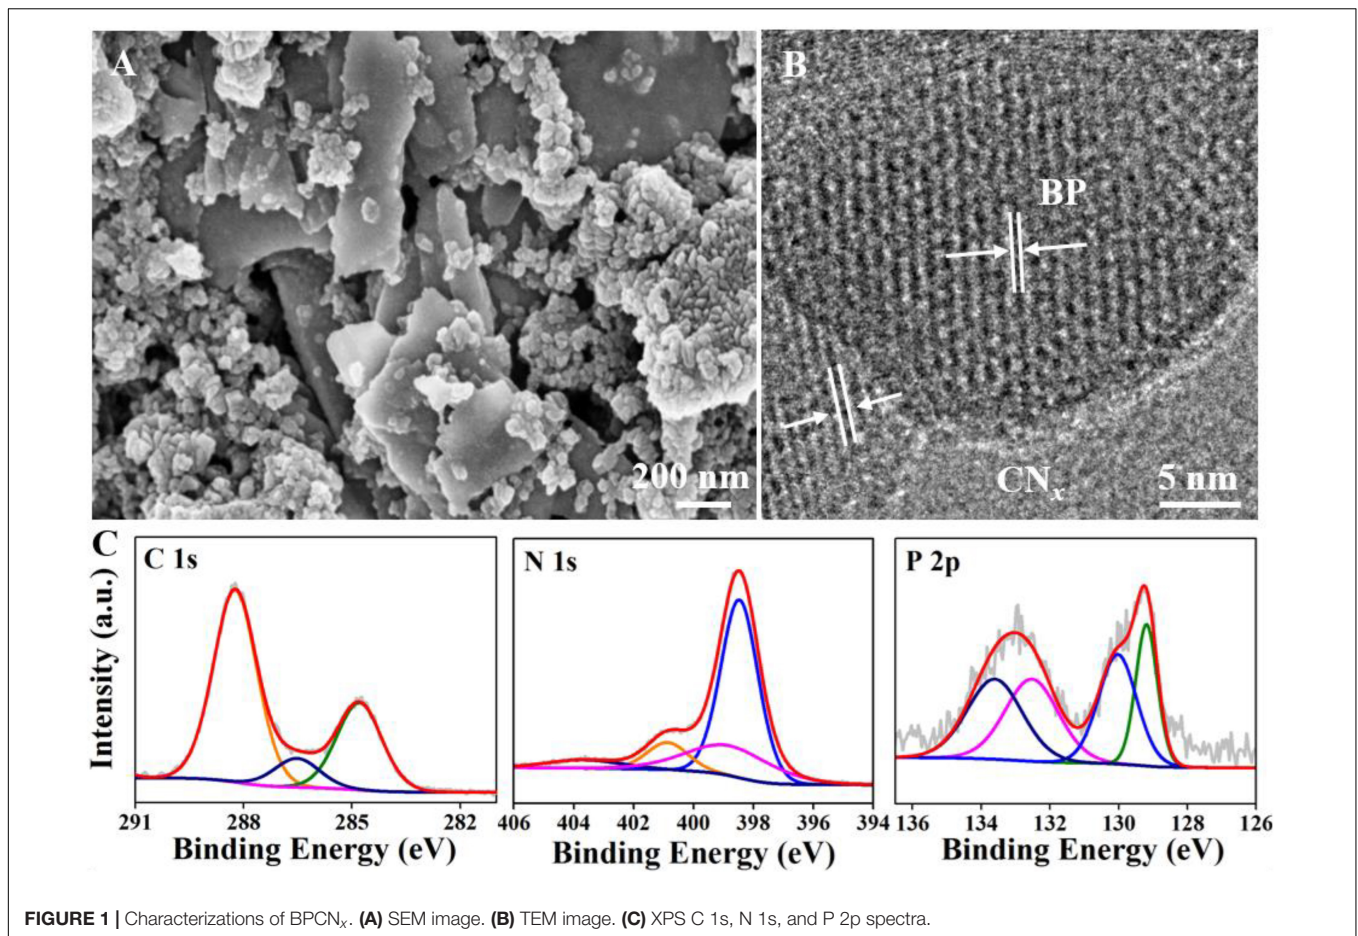 A
200 nm
B
BP
CNx
5 nm
C
C 1s
N 1s
P 2p
Intensity (a.u.)
291 288 285 282
406 404 402 400 398 396 394
136 134 132 130 128 126
Binding Energy (eV)
Binding Energy (eV)
Binding Energy (eV)
FIGURE 1 | Characterizations of BPCNx. (A) SEM image. (B) TEM image. (C) XPS C 1s, N 1s, and P 2p spectra.